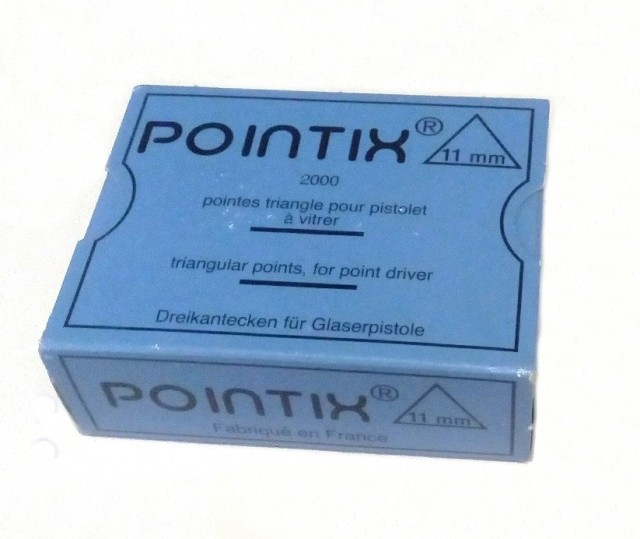 POINTIX® 11 mm
2000
pointes triangle pour pistolet
à vitrer
triangular points, for point driver
Dreikantecken für Glaserpistole
POINTIX® 11 mm
Fabriqué en France